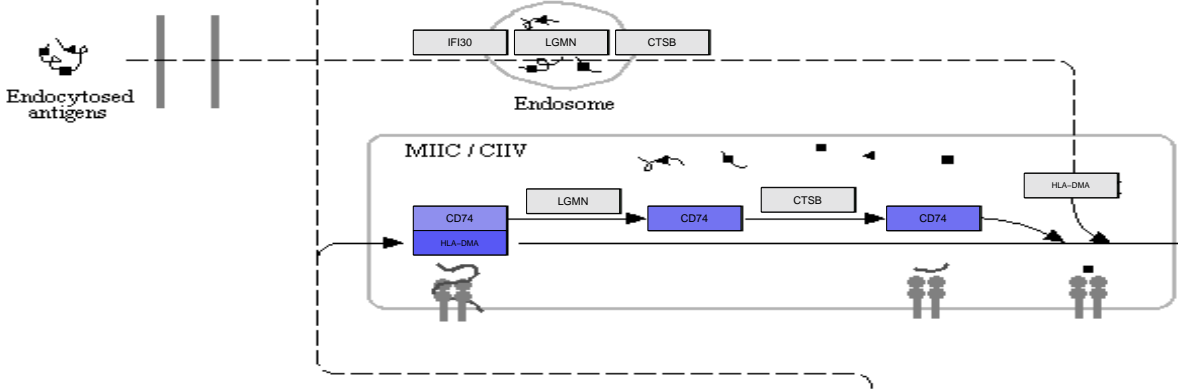 IFI30 LGMN CTSB
Endocytosed
antigens
Endosome
MIIC / CIIV
HLA-DMA
LGMN CTSB
CD74 CD74 CD74
HLA-DMA